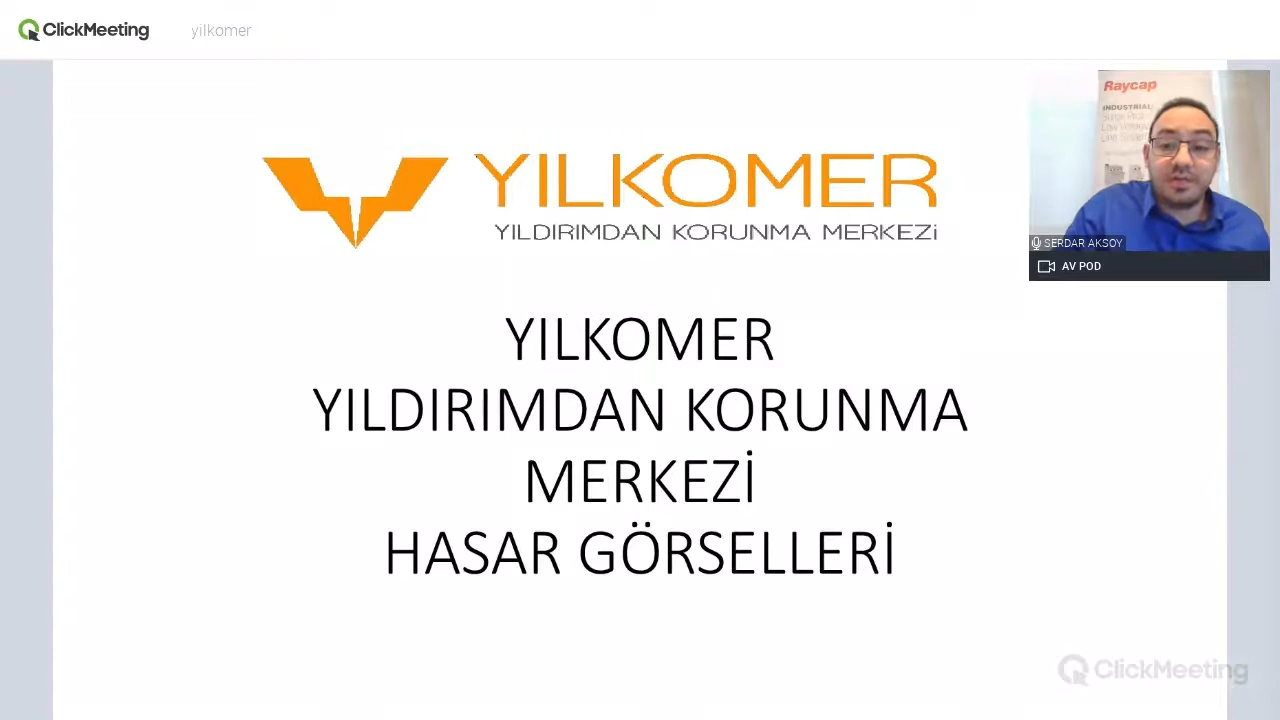 ClickMeeting yilkomer
YILKOMER
YILDIRIMDAN KORUNMA MERKEZi
Raycap
INDUSTRIAL
SERDAR AKSOY
AV POD
YILKOMER
YILDIRIMDAN KORUNMA
MERKEZİ
HASAR GÖRSELLERİ
ClickMeeting